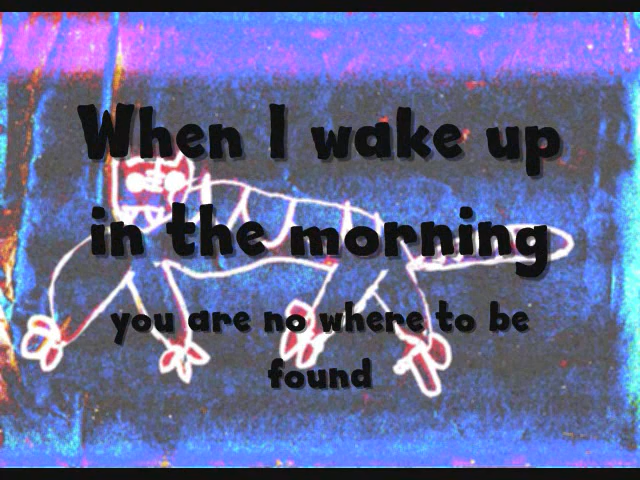 When I wake up
in the morning
you are no where to be
found